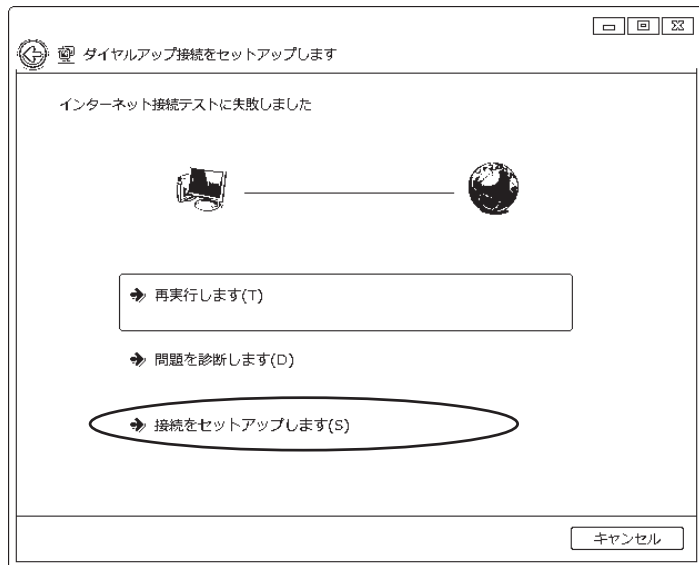 ダイヤルアップ接続をセットアップします
インターネット接続テストに失敗しました
再実行します(T)
問題を診断します(D)
接続をセットアップします(S)
キャンセル